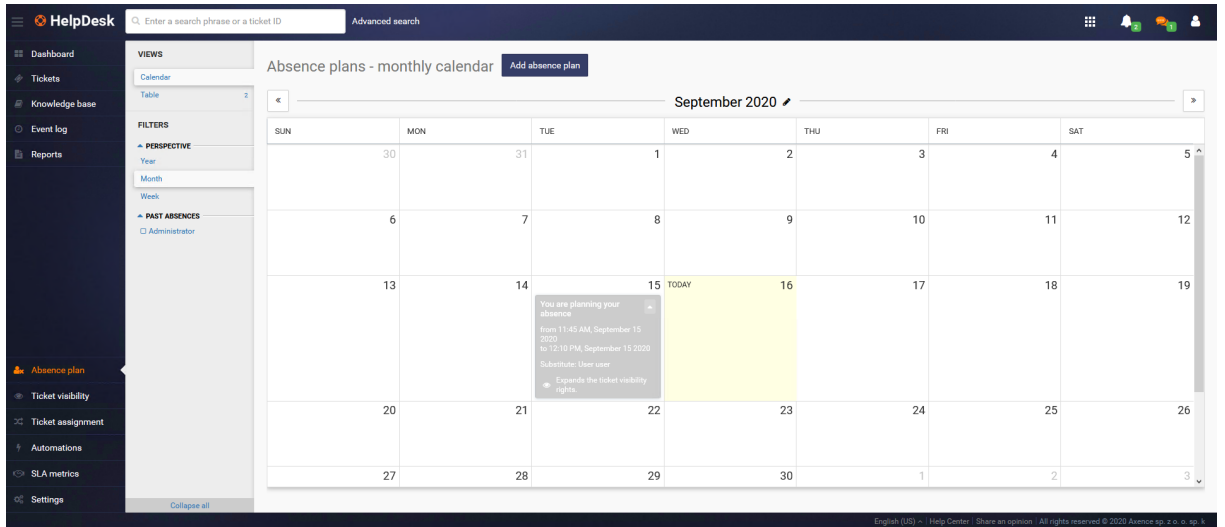 HelpDesk
Enter a search phrase or a ticket ID
Advanced search
2
1
Dashboard
Tickets
Knowledge base
Event log
Reports
Absence plan
Ticket visibility
Ticket assignment
Automations
SLA metrics
Settings
VIEWS
Calendar
Table 2
FILTERS
PERSPECTIVE
Year
Month
Week
PAST ABSENCES
Administrator
Collapse all
Absence plans - monthly calendar
Add absence plan
«
September 2020
»
SUN MON TUE WED THU FRI SAT
30 31 1 2 3 4 5
6 7 8 9 10 11 12
13 14 15 TODAY 16 17 18 19
You are planning your
absence
from 11:45 AM, September 15
2020
to 12:10 PM, September 15 2020
Substitute: User user
Expands the ticket visibility
rights.
20 21 22 23 24 25 26
27 28 29 30 1 2 3
English (US) | Help Center | Share an opinion | All rights reserved © 2020 Axence sp. z o. o. sp. k